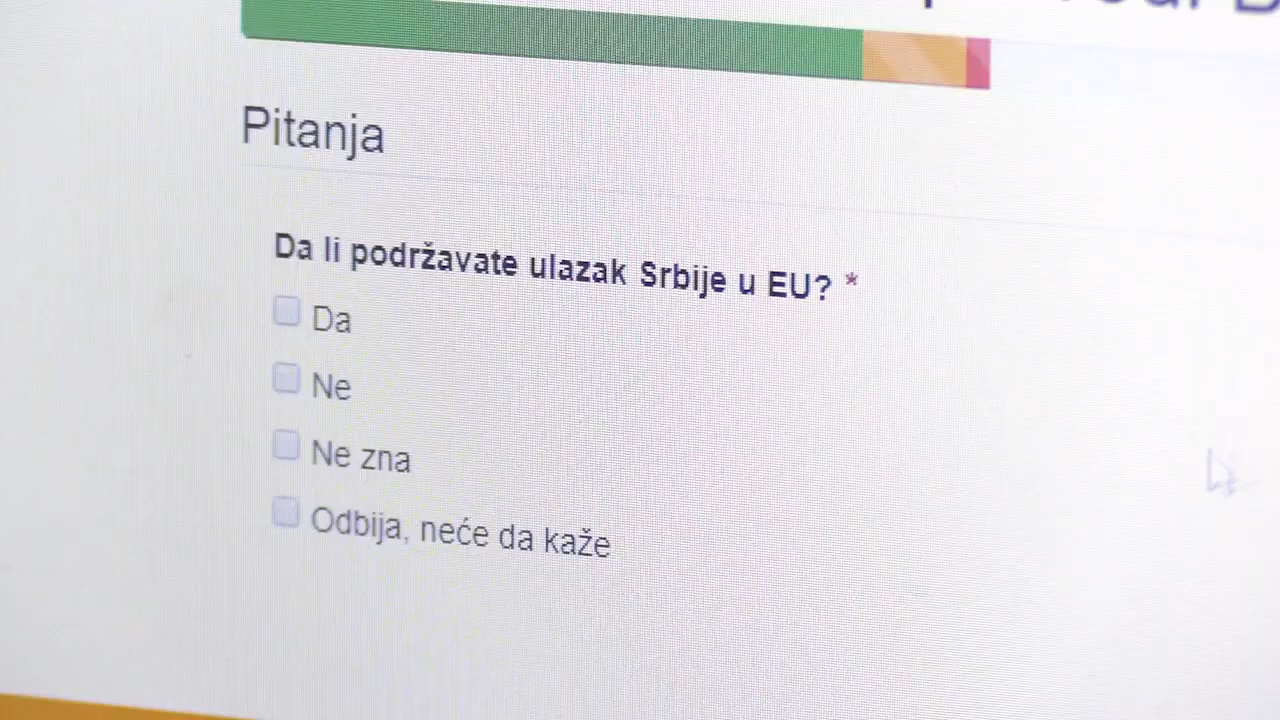 Pitanja
Da li podržavate ulazak Srbije u EU? *
Da
Ne
Ne zna
Odbija, neće da kaže